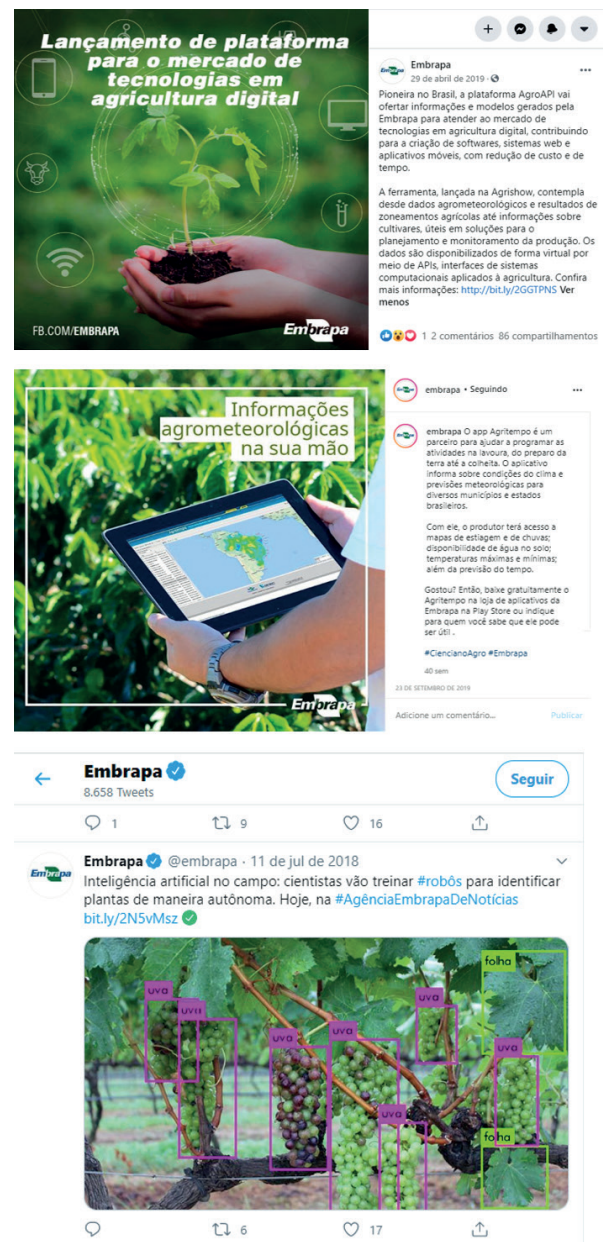 Lançamento de plataforma
para o mercado de
tecnologias em
agricultura digital
FB.COM/EMBRAPA
Embrapa
Embrapa
29 de abril de 2019 ·
Pioneira no Brasil, a plataforma AgroAPI vai
ofertar informações e modelos gerados pela
Embrapa para atender ao mercado de
tecnologias em agricultura digital, contribuindo
para a criação de softwares, sistemas web e
aplicativos móveis, com redução de custo e de
tempo.
A ferramenta, lançada na Agrishow, contempla
desde dados agrometeorológicos e resultados de
zoneamentos agrícolas até informações sobre
cultivares, úteis em soluções para o
planejamento e monitoramento da produção. Os
dados são disponibilizados de forma virtual por
meio de APIs, interfaces de sistemas
computacionais aplicados à agricultura. Confira
mais informações: http://bit.ly/2GGTPNS Ver
menos
1 2 comentários 86 compartilhamentos
Informações
agrometeorológicas
na sua mão
Embrapa
embrapa • Seguindo
embrapa O app Agritempo é um
parceiro para ajudar a programar as
atividades na lavoura, do preparo da
terra até a colheita. O aplicativo
informa sobre condições do clima e
previsões meteorológicas para
diversos municípios e estados
brasileiros.
Com ele, o produtor terá acesso a
mapas de estiagem e de chuvas;
disponibilidade de água no solo;
temperaturas máximas e mínimas;
além da previsão do tempo.
Gostou? Então, baixe gratuitamente o
Agritempo na loja de aplicativos da
Embrapa na Play Store ou indique
para quem você sabe que ele pode
ser útil .
#CiencianoAgro #Embrapa
40 sem
23 DE SETEMBRO DE 2019
Adicione um comentário... Publicar
Embrapa
8.658 Tweets
Seguir
1 9 16
Embrapa
Embrapa @embrapa · 11 de jul de 2018
Inteligência artificial no campo: cientistas vão treinar #robôs para identificar
plantas de maneira autônoma. Hoje, na #AgênciaEmbrapaDeNotícias
bit.ly/2N5vMsz
folha
uva
uva
uva
uva
uva
uva
uva
folha
6 17